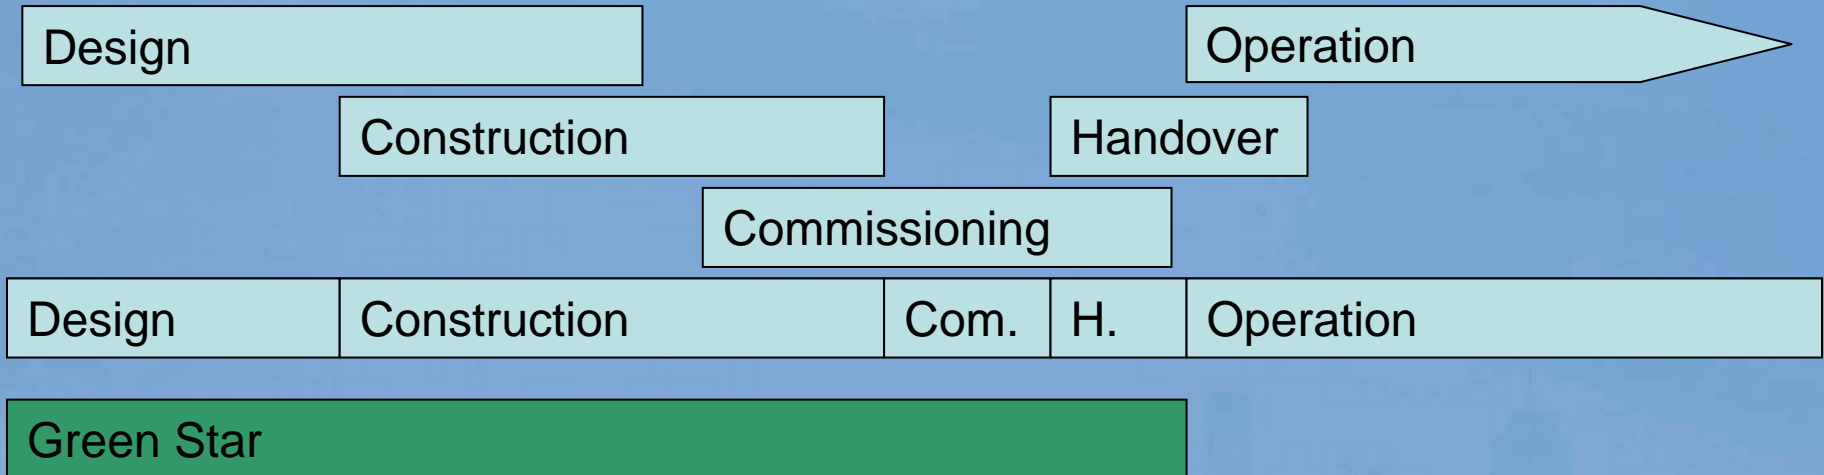 Design
Operation
Construction
Handover
Commissioning
Design
Construction
Com.
H.
Operation
Green Star